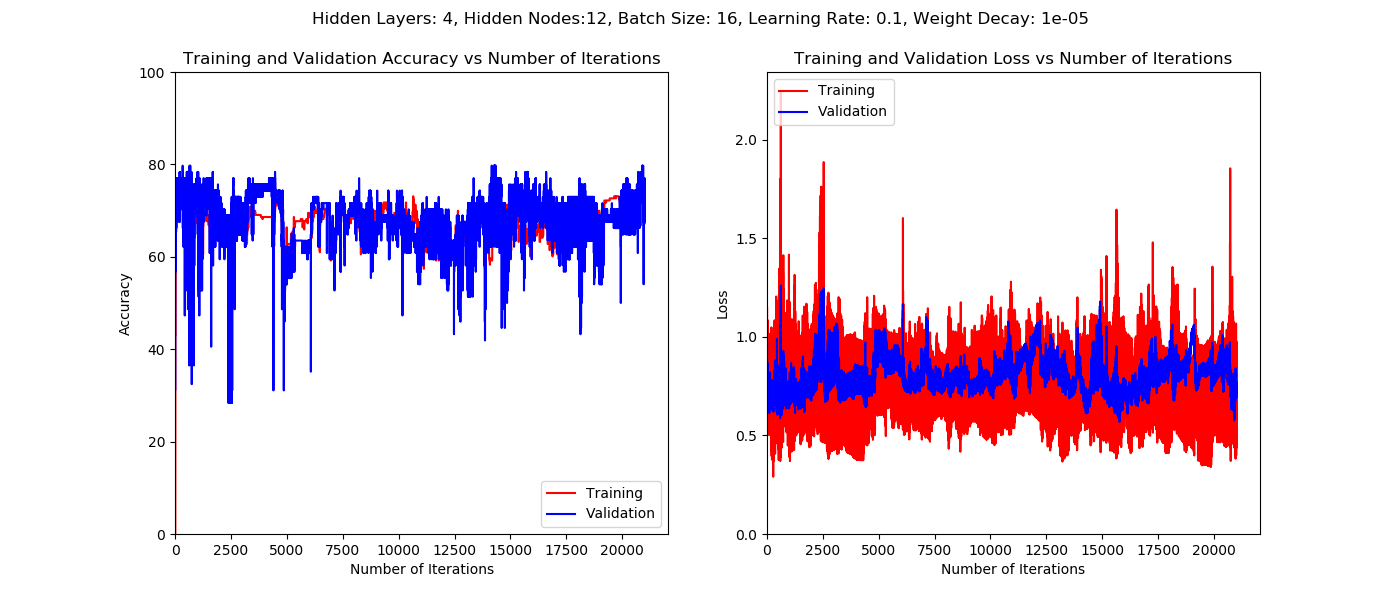 Hidden Layers: 4, Hidden Nodes:12, Batch Size: 16, Learning Rate: 0.1, Weight Decay: 1e-05
Training and Validation Accuracy vs Number of Iterations
100
80
60
40
20
0
Accuracy
0 2500 5000 7500 10000 12500 15000 17500 20000
Number of Iterations
Training
Validation
Training and Validation Loss vs Number of Iterations
Training
Validation
2.0
1.5
1.0
0.5
0.0
Loss
0 2500 5000 7500 10000 12500 15000 17500 20000
Number of Iterations